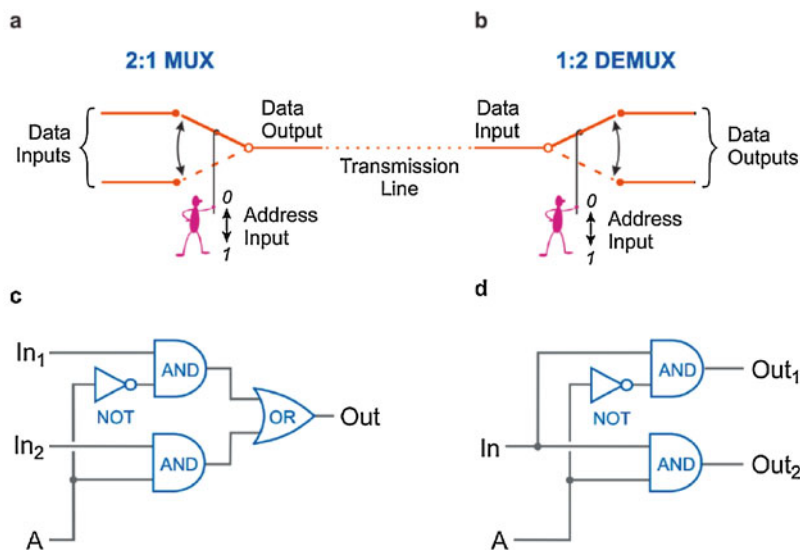 a
2:1 MUX
Data
Inputs
Data
Output
0
1
Address
Input
Transmission
Line
b
1:2 DEMUX
Data
Input
Data
Outputs
0
1
Address
Input
c
In1
AND
NOT
OR
Out
In2
AND
A
d
AND
Out1
NOT
In
AND
Out2
A